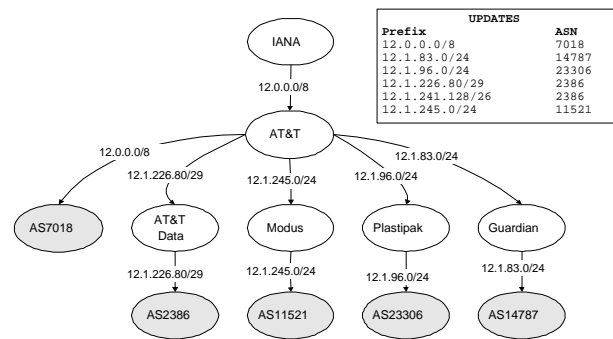 UPDATES
Prefix ASN
12.0.0.0/8 7018
12.1.83.0/24 14787
12.1.96.0/24 23306
12.1.226.80/29 2386
12.1.241.128/26 2386
12.1.245.0/24 11521
IANA
12.0.0.0/8
AT&T
12.0.0.0/8
12.1.226.80/29
12.1.245.0/24
12.1.96.0/24
12.1.83.0/24
AS7018
AT&T
Data
Modus
Plastipak
Guardian
12.1.226.80/29
12.1.245.0/24
12.1.96.0/24
12.1.83.0/24
AS2386
AS11521
AS23306
AS14787